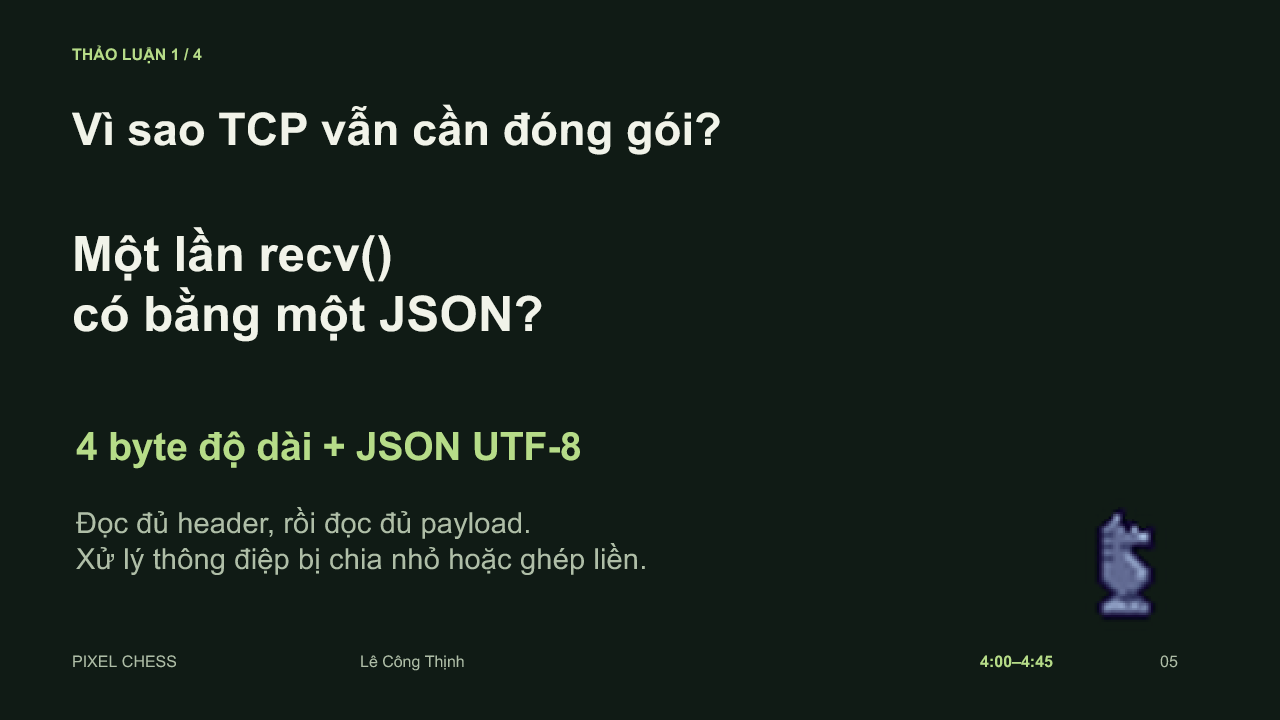 THẢO LUẬN 1 / 4
Vì sao TCP vẫn cần đóng gói?
Một lần recv()
có bằng một JSON?
4 byte độ dài + JSON UTF-8
Đọc đủ header, rồi đọc đủ payload.
Xử lý thông điệp bị chia nhỏ hoặc ghép liền.
PIXEL CHESS
Lê Công Thịnh
4:00–4:45
05